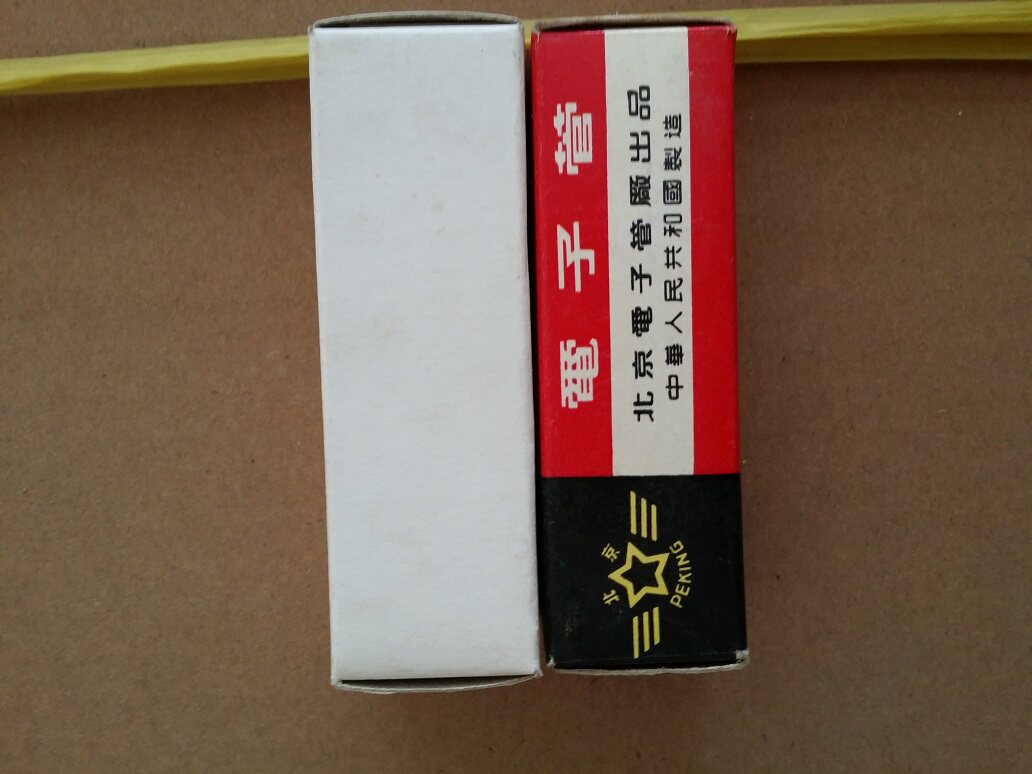 電子管
北京電子管廠出品
中華人民共和國製造
北京
PEKING